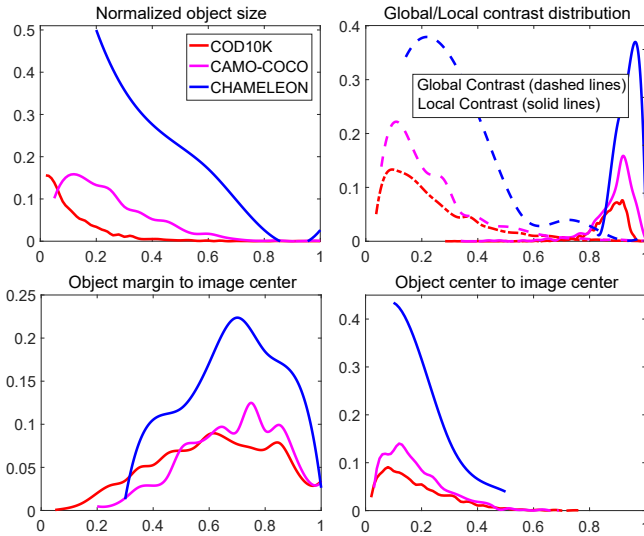 Normalized object size
0.5
0.4
0.3
0.2
0.1
0
0 0.2 0.4 0.6 0.8 1
COD10K
CAMO-COCO
CHAMELEON
Global/Local contrast distribution
0.4
0.3
0.2
0.1
0
0 0.2 0.4 0.6 0.8
Global Contrast (dashed lines)
Local Contrast (solid lines)
Object margin to image center
0.25
0.2
0.15
0.1
0.05
0
0 0.2 0.4 0.6 0.8 1
Object center to image center
0.4
0.3
0.2
0.1
0
0 0.2 0.4 0.6 0.8